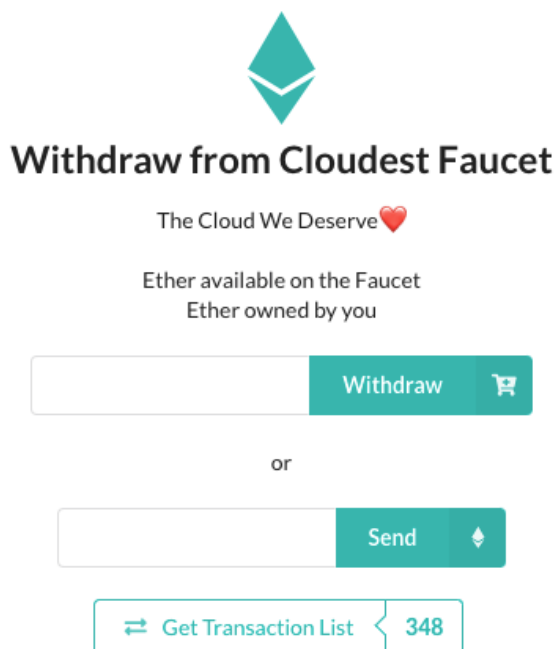 Withdraw from Cloudest Faucet
The Cloud We Deserve❤️
Ether available on the Faucet
Ether owned by you
Withdraw
or
Send
Get Transaction List 348